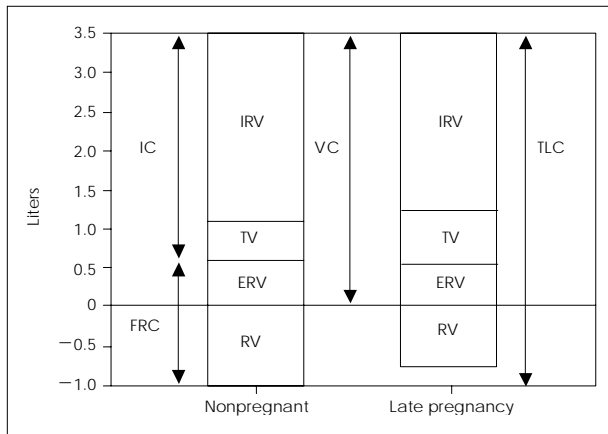 3.5
3.0
IRV
IRV
2.5
IC
VC
TLC
2.0
Liters
1.5
1.0
TV
TV
0.5
ERV
ERV
0
FRC
RV
RV
−0.5
−1.0
Nonpregnant
Late pregnancy